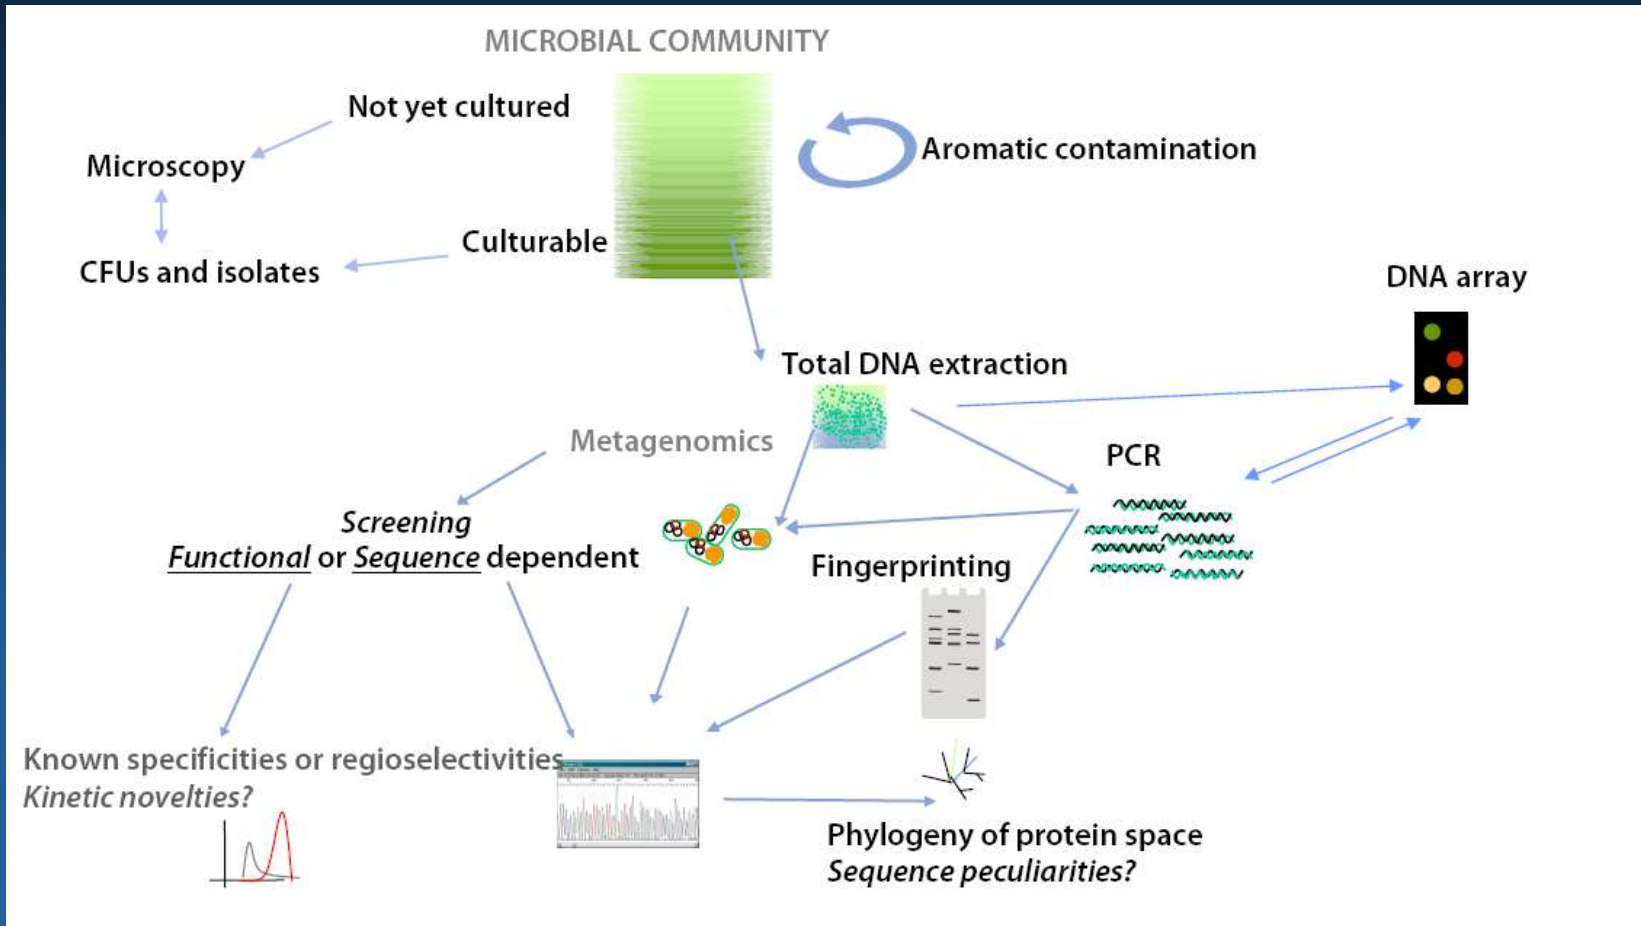 MICROBIAL COMMUNITY
Not yet cultured
Aromatic contamination
Microscopy
Culturable
CFUs and isolates
DNA array
Total DNA extraction
Metagenomics
PCR
Screening
Functional or Sequence dependent
Fingerprinting
Known specificities or regioselectivities
Kinetic novelties?
Phylogeny of protein space
Sequence peculiarities?